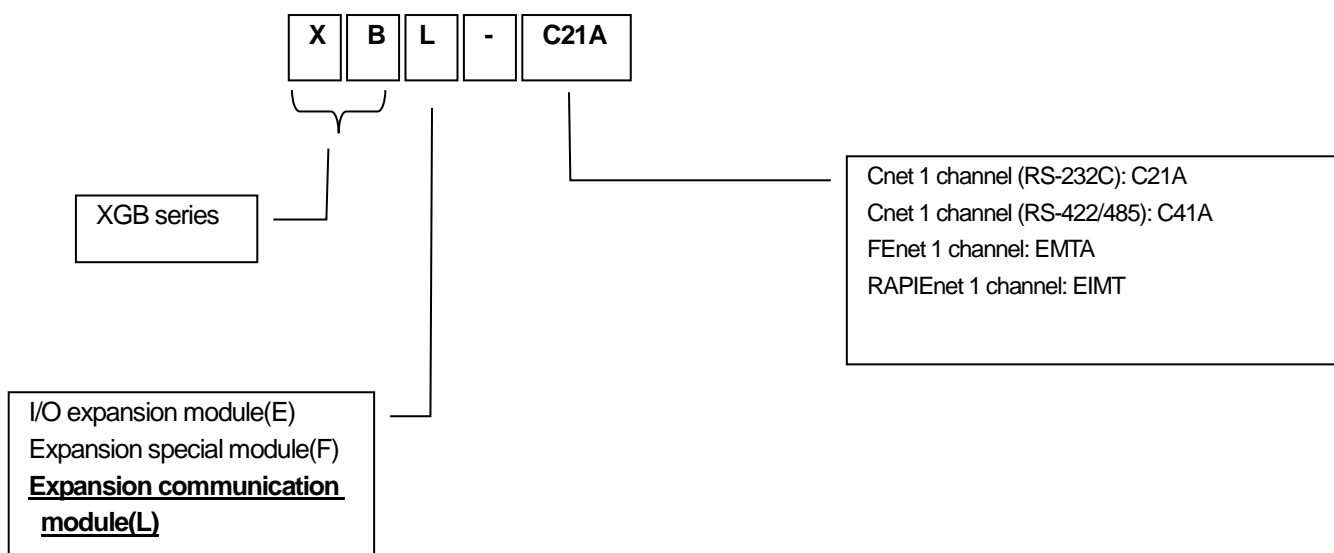 X B L - C21A
Cnet 1 channel (RS-232C): C21A
Cnet 1 channel (RS-422/485): C41A
FEnet 1 channel: EMTA
RAPIEnet 1 channel: EIMT
XGB series
I/O expansion module(E)
Expansion special module(F)
Expansion communication
module(L)